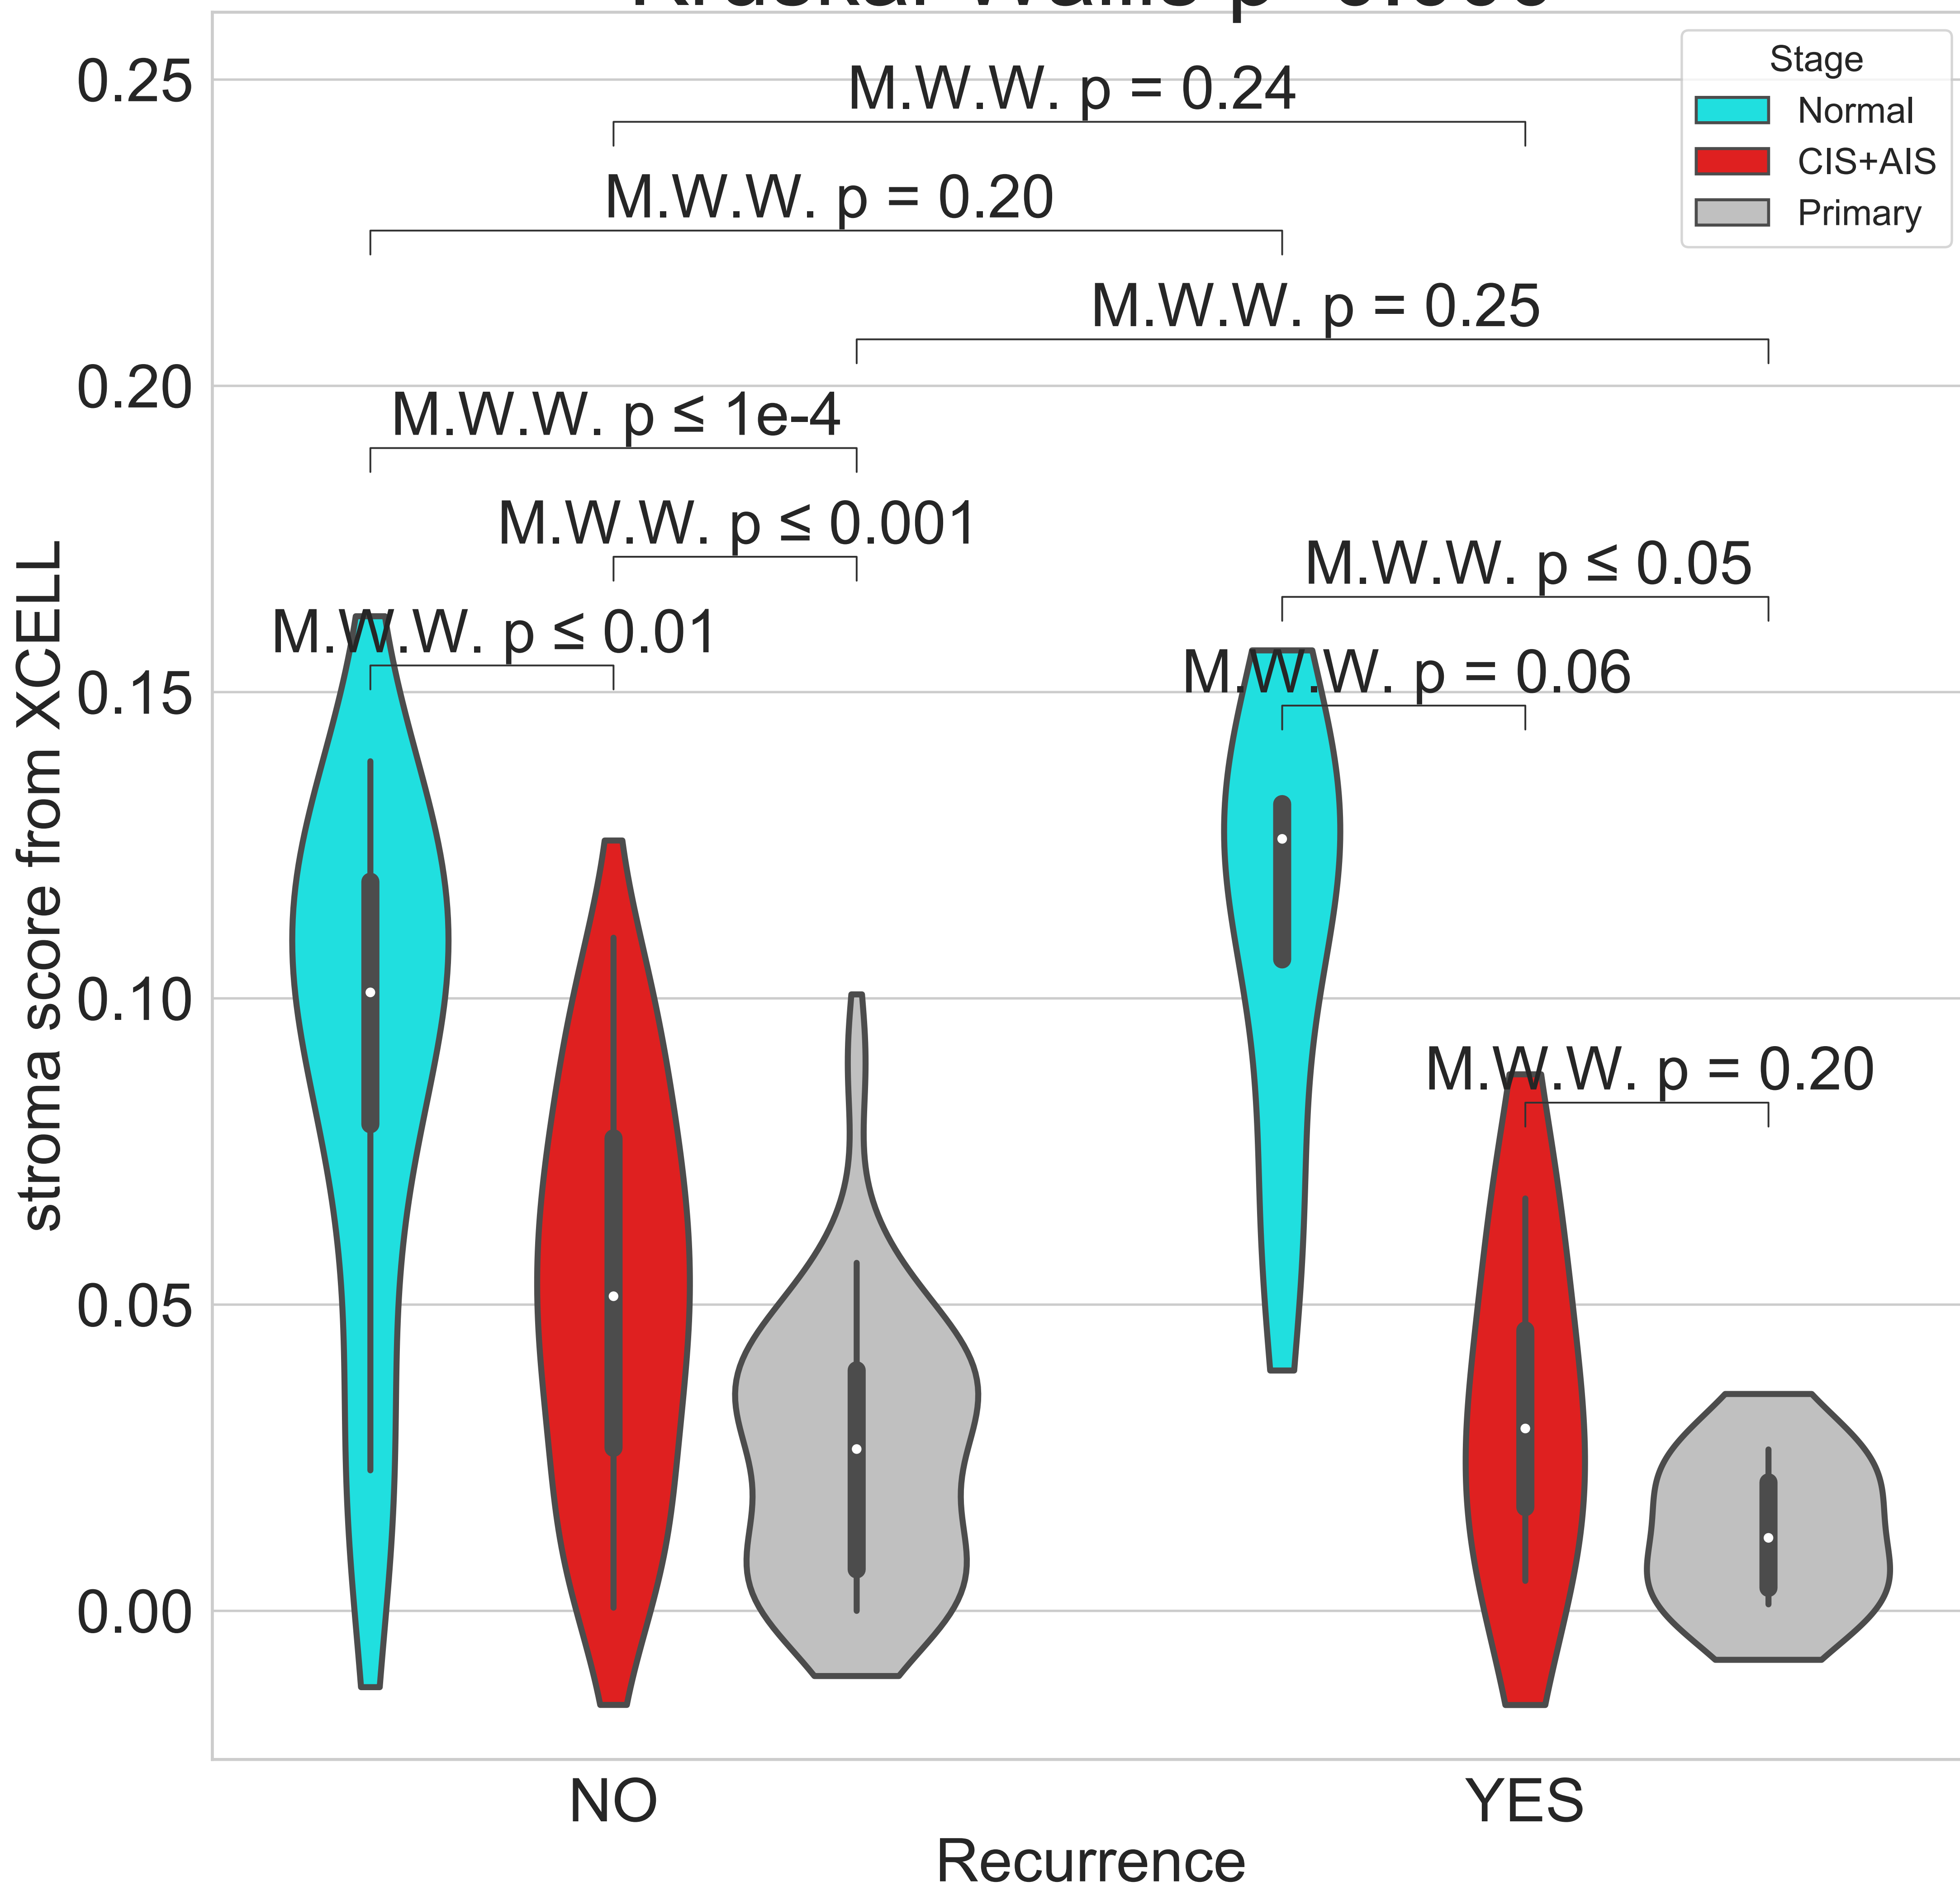 0.25
0.20
0.15
0.10
0.05
0.00
stroma score from XCELL
M.W.W. p = 0.24
M.W.W. p = 0.20
M.W.W. p = 0.25
M.W.W. p ≤ 1e-4
M.W.W. p ≤ 0.001
M.W.W. p ≤ 0.01
M.W.W. p ≤ 0.05
M.W.W. p = 0.06
M.W.W. p = 0.20
Stage
Normal
CIS+AIS
Primary
NO
YES
Recurrence